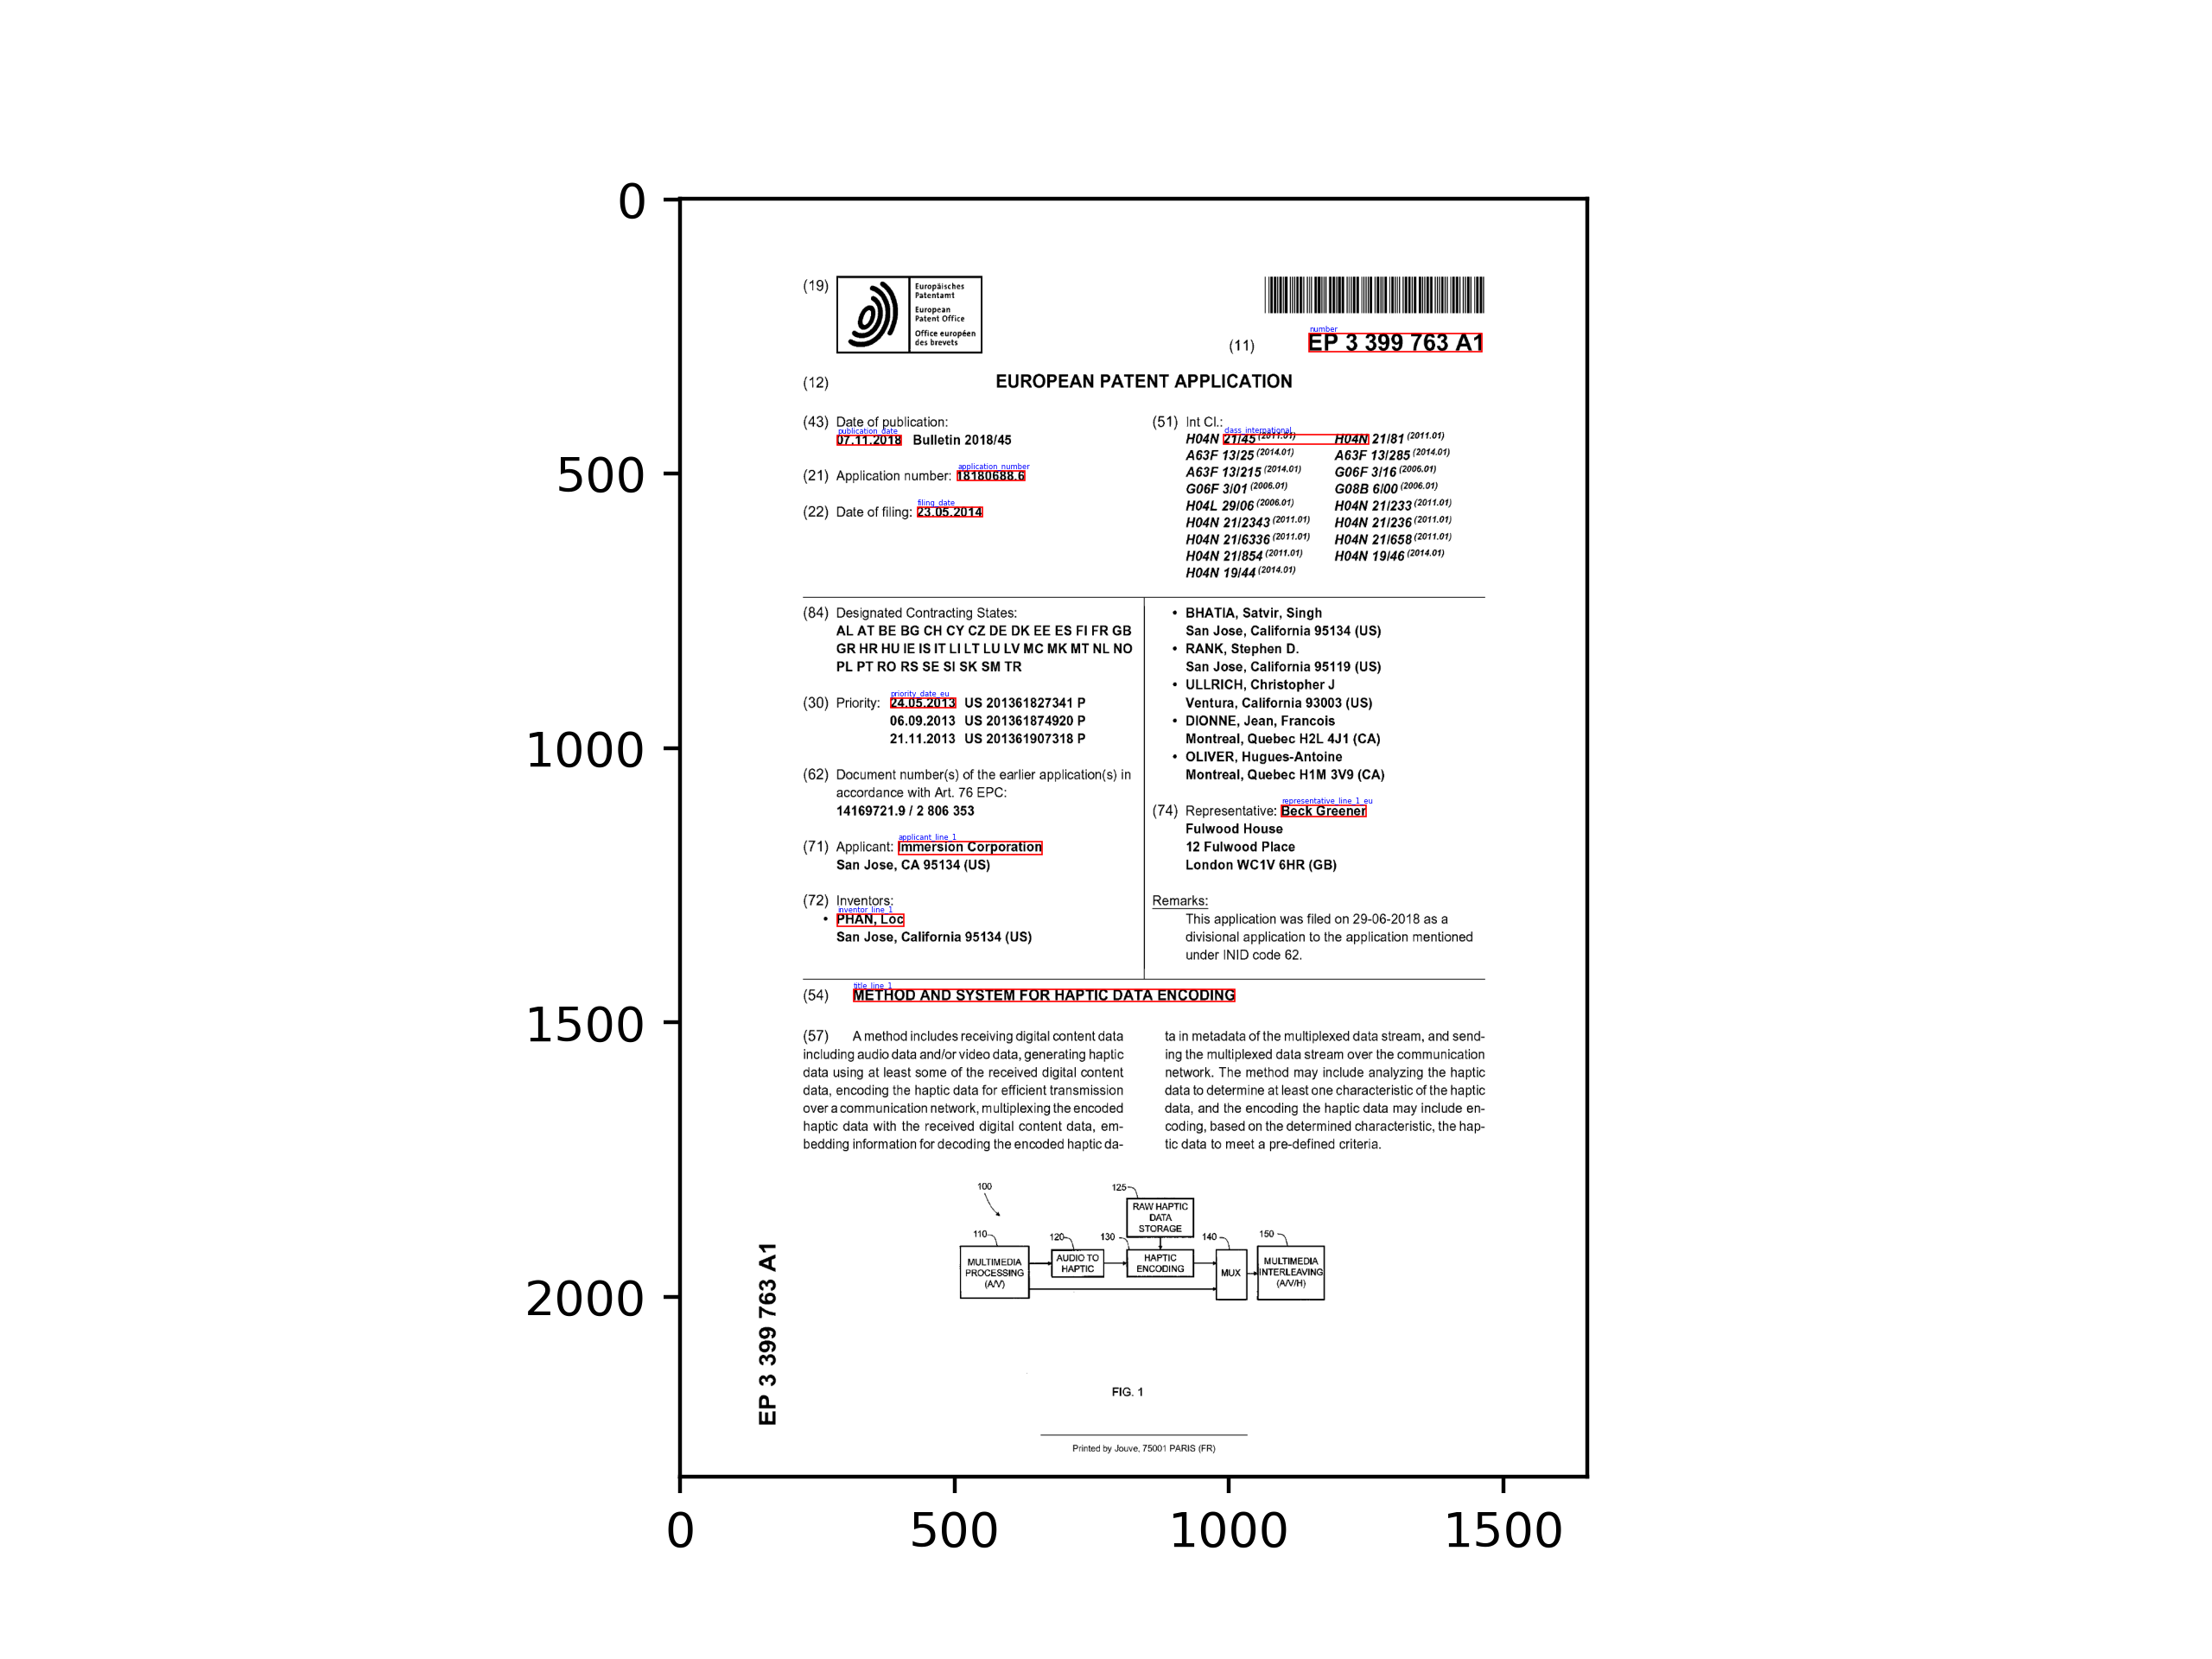 0
500
1000
1500
2000
0
500
1000
1500
(19)
Europäisches
Patentamt
European
Patent Office
Office européen
des brevets
number
(11)
EP 3 399 763 A1
(12)
EUROPEAN PATENT APPLICATION
(43) Date of publication:
publication_date
07.11.2018 Bulletin 2018/45
(21) Application number: 18180688.6
application_number
(22) Date of filing: 23.05.2014
filing_date
(51) Int Cl.:
class_international
H04N 21/45 (2011.01) H04N 21/81 (2011.01)
A63F 13/25 (2014.01) A63F 13/285 (2014.01)
A63F 13/215 (2014.01) G06F 3/16 (2006.01)
G06F 3/01 (2006.01) G08B 6/00 (2006.01)
H04L 29/06 (2006.01) H04N 21/233 (2011.01)
H04N 21/2343 (2011.01) H04N 21/236 (2011.01)
H04N 21/6336 (2011.01) H04N 21/658 (2011.01)
H04N 21/854 (2011.01) H04N 19/46 (2014.01)
H04N 19/44 (2014.01)
(84) Designated Contracting States:
AL AT BE BG CH CY CZ DE DK EE ES FI FR GB
GR HR HU IE IS IT LI LT LU LV MC MK MT NL NO
PL PT RO RS SE SI SK SM TR
priority_date_eu
(30) Priority: 24.05.2013 US 201361827341 P
06.09.2013 US 201361874920 P
21.11.2013 US 201361907318 P
(62) Document number(s) of the earlier application(s) in
accordance with Art. 76 EPC:
14169721.9 / 2 806 353
applicant_line_1
(71) Applicant: Immersion Corporation
San Jose, CA 95134 (US)
(72) Inventors:
inventor_line_1
• PHAN, Loc
San Jose, California 95134 (US)
• BHATIA, Satvir, Singh
San Jose, California 95134 (US)
• RANK, Stephen D.
San Jose, California 95119 (US)
• ULLRICH, Christopher J
Ventura, California 93003 (US)
• DIONNE, Jean, Francois
Montreal, Quebec H2L 4J1 (CA)
• OLIVER, Hugues-Antoine
Montreal, Quebec H1M 3V9 (CA)
representative_line_1_eu
(74) Representative: Beck Greener
Fulwood House
12 Fulwood Place
London WC1V 6HR (GB)
Remarks:
This application was filed on 29-06-2018 as a
divisional application to the application mentioned
under INID code 62.
title_line_1
(54) METHOD AND SYSTEM FOR HAPTIC DATA ENCODING
(57) A method includes receiving digital content data
including audio data and/or video data, generating haptic
data using at least some of the received digital content
data, encoding the haptic data for efficient transmission
over a communication network, multiplexing the encoded
haptic data with the received digital content data, em-
bedding information for decoding the encoded haptic da-
ta in metadata of the multiplexed data stream, and send-
ing the multiplexed data stream over the communication
network. The method may include analyzing the haptic
data to determine at least one characteristic of the haptic
data, and the encoding the haptic data may include en-
coding, based on the determined characteristic, the hap-
tic data to meet a pre-defined criteria.
100
125
RAW HAPTIC
DATA
STORAGE
110
MULTIMEDIA
PROCESSING
(A/V)
120
AUDIO TO
HAPTIC
130
HAPTIC
ENCODING
140
MUX
150
MULTIMEDIA
INTERLEAVING
(A/V/H)
FIG. 1
EP 3 399 763 A1
Printed by Jouve, 75001 PARIS (FR)